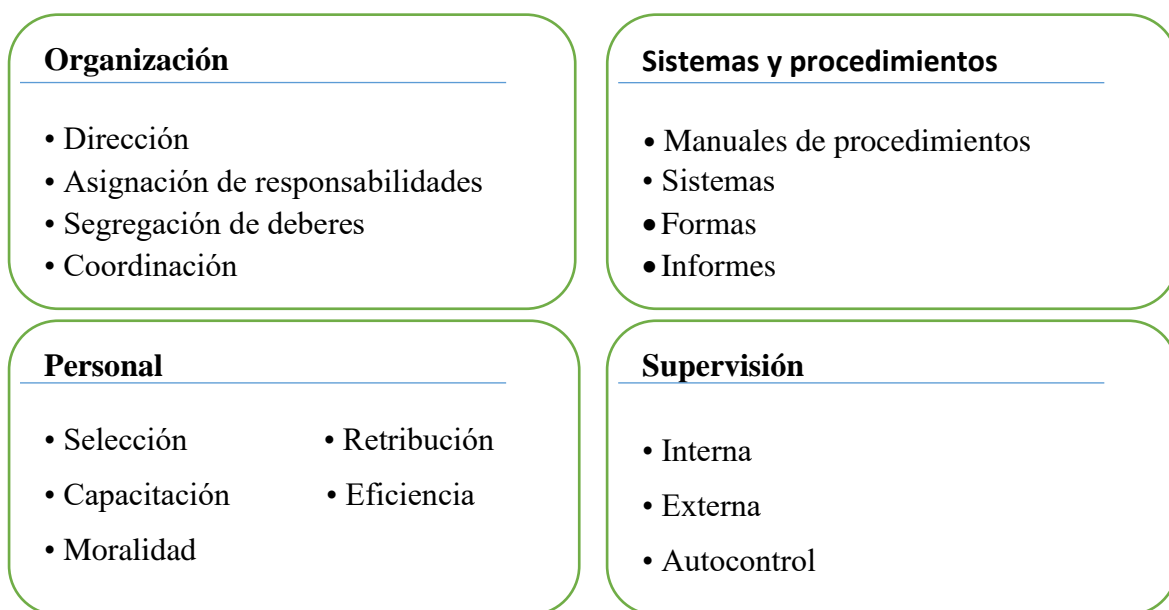 Organización
• Dirección
• Asignación de responsabilidades
• Segregación de deberes
• Coordinación
Sistemas y procedimientos
• Manuales de procedimientos
• Sistemas
• Formas
• Informes
Personal
• Selección • Retribución
• Capacitación • Eficiencia
• Moralidad
Supervisión
• Interna
• Externa
• Autocontrol